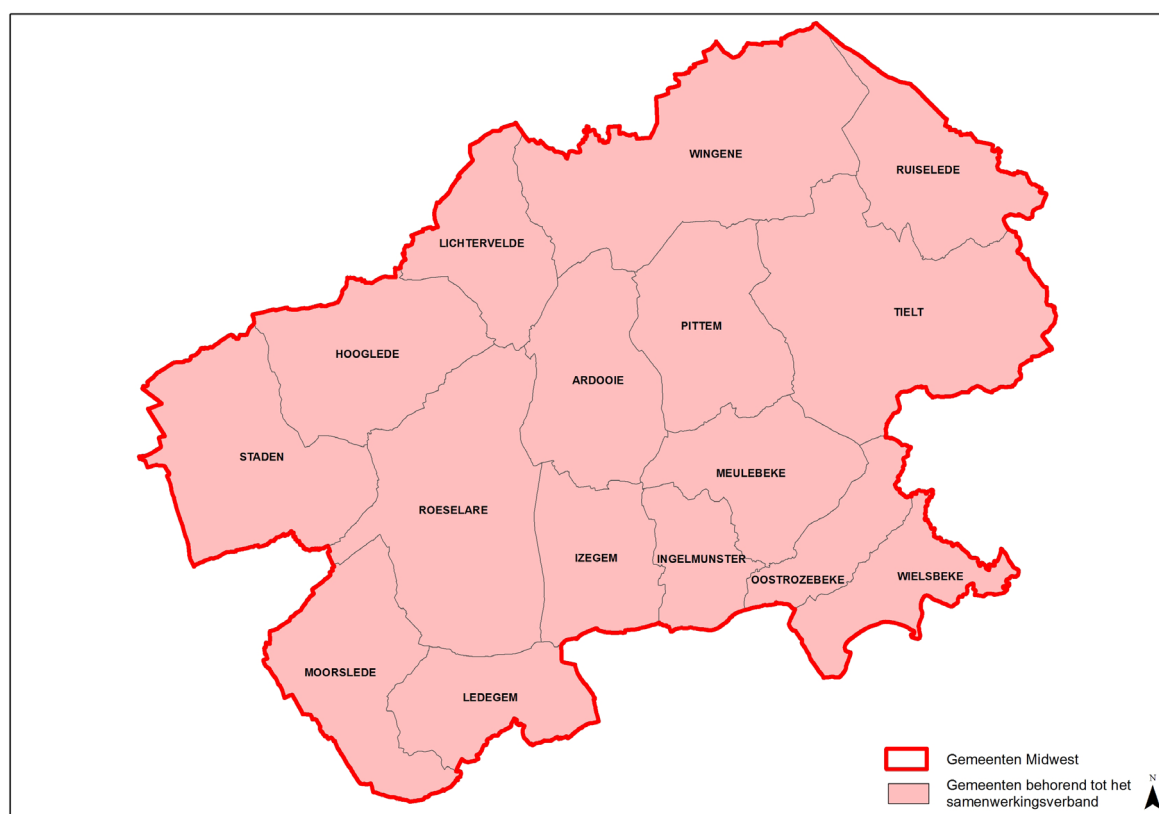 WINGENE
RUISELEDE
LICHTERVELDE
TIELT
PITTEM
HOOGLEDE
ARDOOIE
STADEN
MEULEBEKE
ROESELARE
IZEGEM
INGELMUNSTER
OOSTROZEBEKE
WIELSBEKE
MOORSLEDE
LEDEGEM
Gemeenten Midwest
Gemeenten behorend tot het
samenwerkingsverband
N